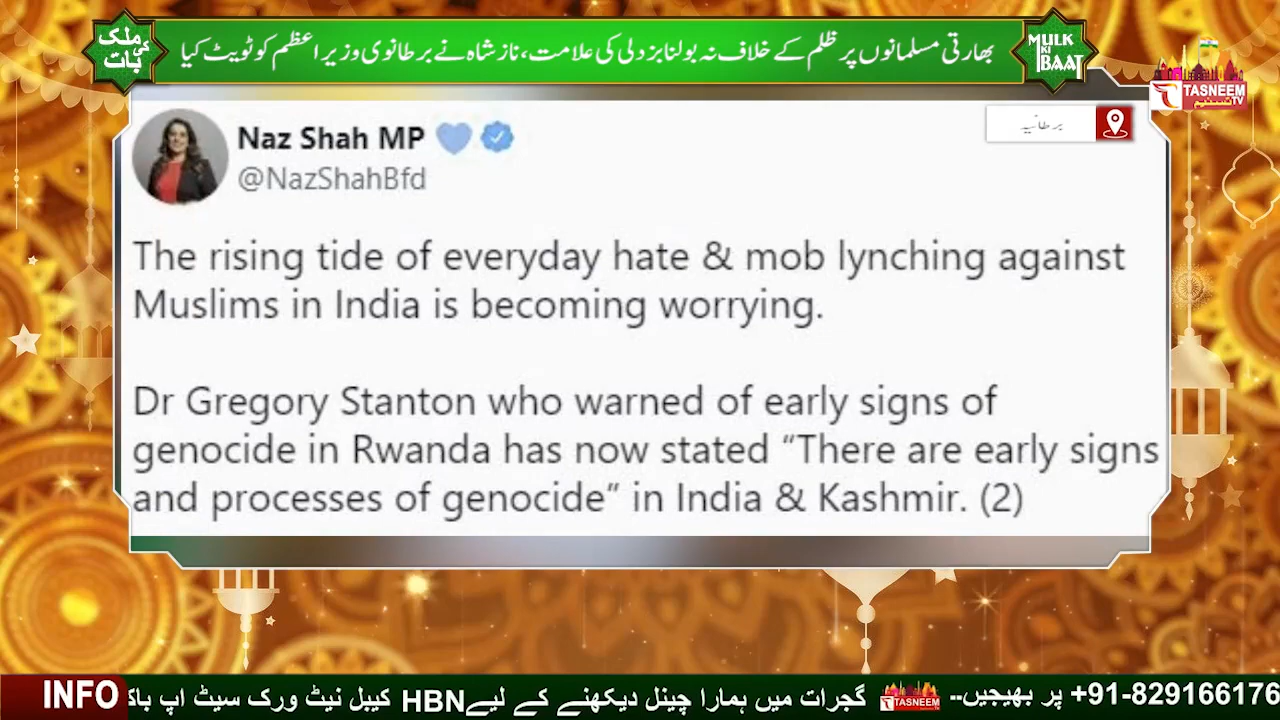 ملک
کی
بات
بھارتی مسلمانوں پر ظلم کے خلاف نہ بولنا بزدلی کی علامت، ناز شاہ نے برطانوی وزیر اعظم کو ٹویٹ کیا
MULK
KI
BAAT
TASNEEM
تسنیم TV
برطانیہ
Naz Shah MP
@NazShahBfd
The rising tide of everyday hate & mob lynching against
Muslims in India is becoming worrying.
Dr Gregory Stanton who warned of early signs of
genocide in Rwanda has now stated “There are early signs
and processes of genocide” in India & Kashmir. (2)
INFO
+91-829166176 پر بھیجیں-- TASNEEM گجرات میں ہمارا چینل دیکھنے کے لیے HBN کیبل نیٹ ورک سیٹ اپ باک